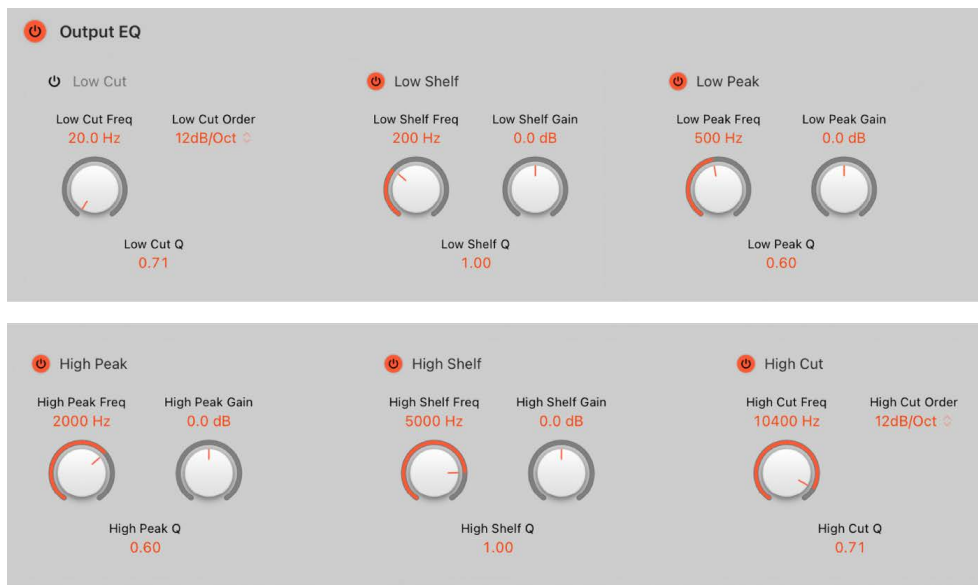 Output EQ
Low Cut
Low Shelf
Low Peak
Low Cut Freq
Low Cut Order
Low Shelf Freq
Low Shelf Gain
Low Peak Freq
Low Peak Gain
20.0 Hz
12dB/Oct
200 Hz
0.0 dB
500 Hz
0.0 dB
Low Cut Q
Low Shelf Q
Low Peak Q
0.71
1.00
0.60
High Peak
High Shelf
High Cut
High Peak Freq
High Peak Gain
High Shelf Freq
High Shelf Gain
High Cut Freq
High Cut Order
2000 Hz
0.0 dB
5000 Hz
0.0 dB
10400 Hz
12dB/Oct
High Peak Q
High Shelf Q
High Cut Q
0.60
1.00
0.71